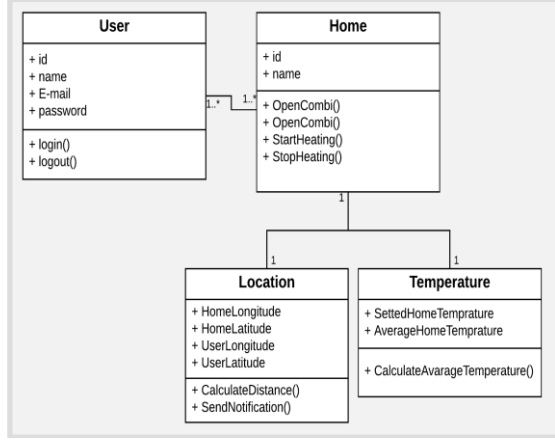 User
+ id
+ name
+ E-mail
+ password
+ login()
+ logout()
1..*
1..*
Home
+ id
+ name
+ OpenCombi()
+ OpenCombi()
+ StartHeating()
+ StopHeating()
1
1
1
Location
+ HomeLongitude
+ HomeLatitude
+ UserLongitude
+ UserLatitude
+ CalculateDistance()
+ SendNotification()
Temperature
+ SettedHomeTemprature
+ AverageHomeTemprature
+ CalculateAvarageTemperature()